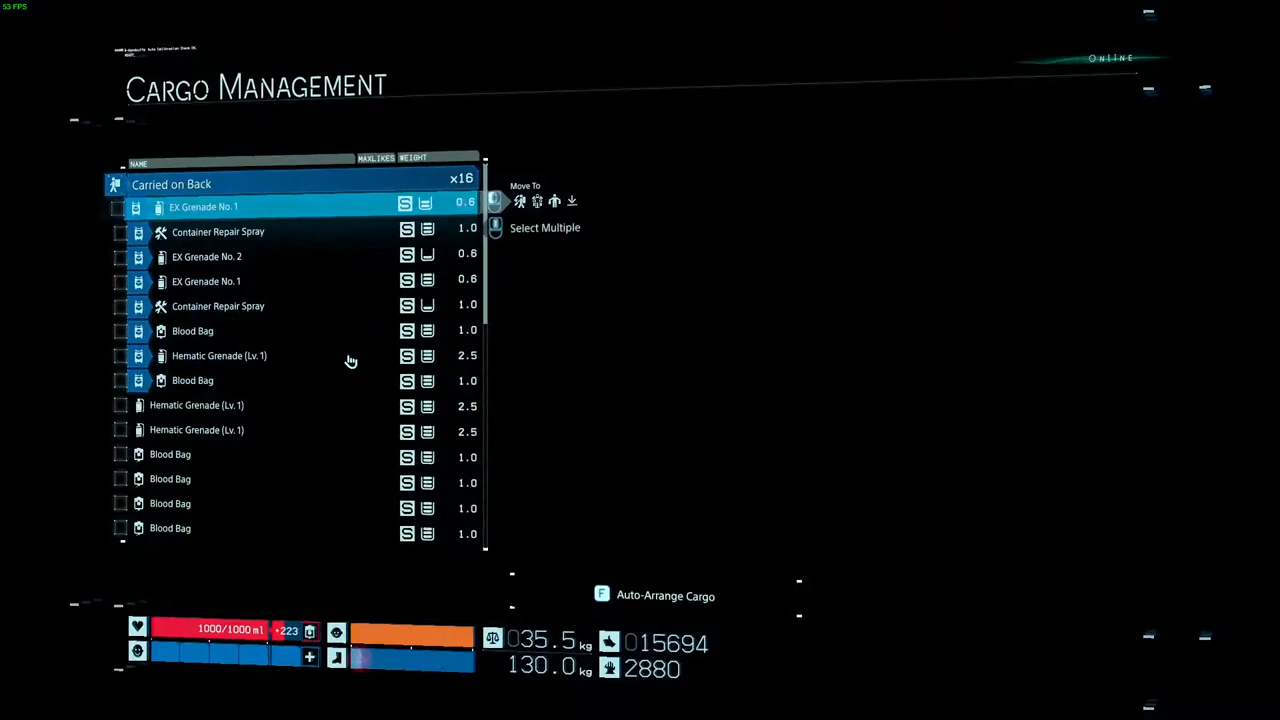 53 FPS
CARGO MANAGEMENT
ONLINE
NAME MAXLIKES WEIGHT
Carried on Back x16
EX Grenade No. 1 S 0.6
Container Repair Spray S 1.0
EX Grenade No. 2 S 0.6
EX Grenade No. 1 S 0.6
Container Repair Spray S 1.0
Blood Bag S 1.0
Hematic Grenade (Lv. 1) S 2.5
Blood Bag S 1.0
Hematic Grenade (Lv. 1) S 2.5
Hematic Grenade (Lv. 1) S 2.5
Blood Bag S 1.0
Blood Bag S 1.0
Blood Bag S 1.0
Blood Bag S 1.0
Move To
Select Multiple
F Auto-Arrange Cargo
1000/1000 ml +223
035.5 kg 015694
130.0 kg 2880